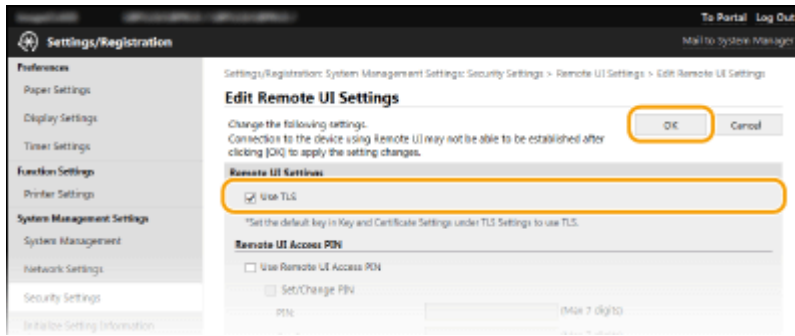 To Portal Log Out
Settings/Registration
Mail to System Manager
Preferences
Paper Settings
Display Settings
Timer Settings
Function Settings
Printer Settings
System Management Settings
System Management
Network Settings
Security Settings
Initialize Setting Information
Settings/Registration: System Management Settings: Security Settings > Remote UI Settings > Edit Remote UI Settings
Edit Remote UI Settings
Change the following settings.
Connection to the device using Remote UI may not be able to be established after
clicking [OK] to apply the setting changes.
OK
Cancel
Remote UI Settings
Use TLS
*Set the default key in Key and Certificate Settings under TLS Settings to use TLS.
Remote UI Access PIN
Use Remote UI Access PIN
Set/Change PIN
PIN:
(Max 7 digits)
(Max 7 digits)